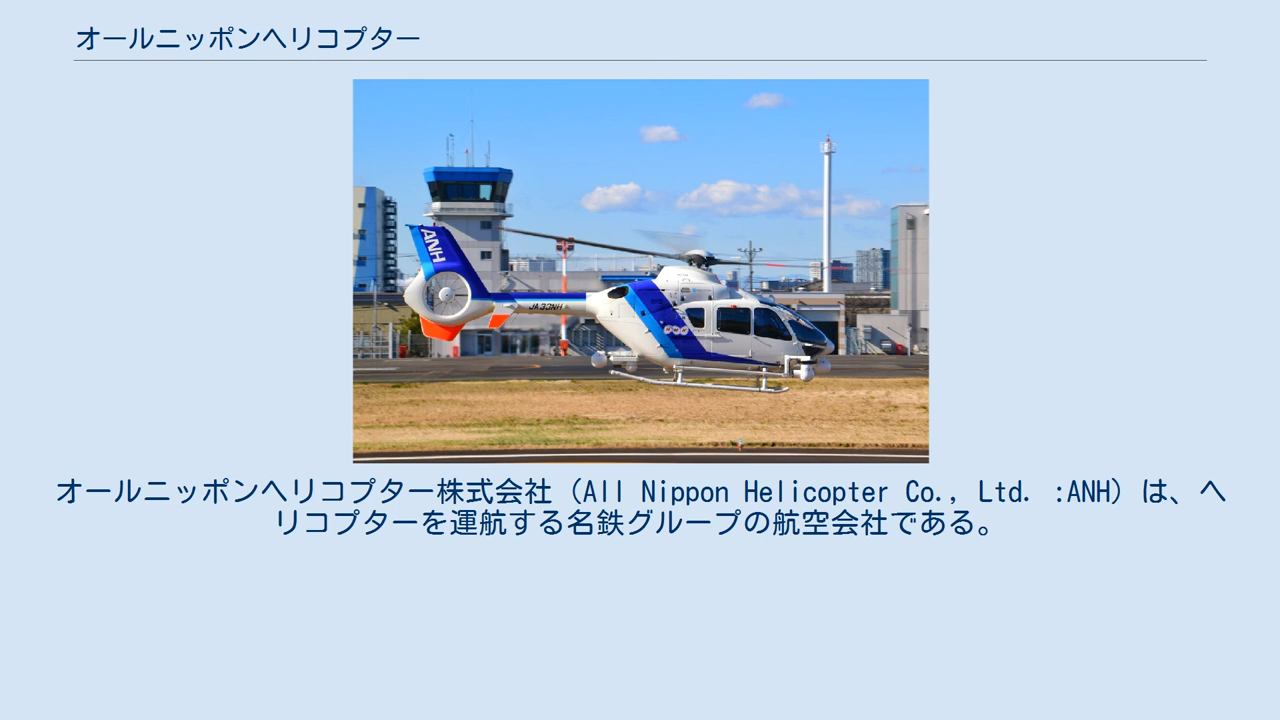 オールニッポンヘリコプター
ANH
JA33NH
オールニッポンヘリコプター株式会社（All Nippon Helicopter Co., Ltd. :ANH）は、ヘ
リコプターを運航する名鉄グループの航空会社である。